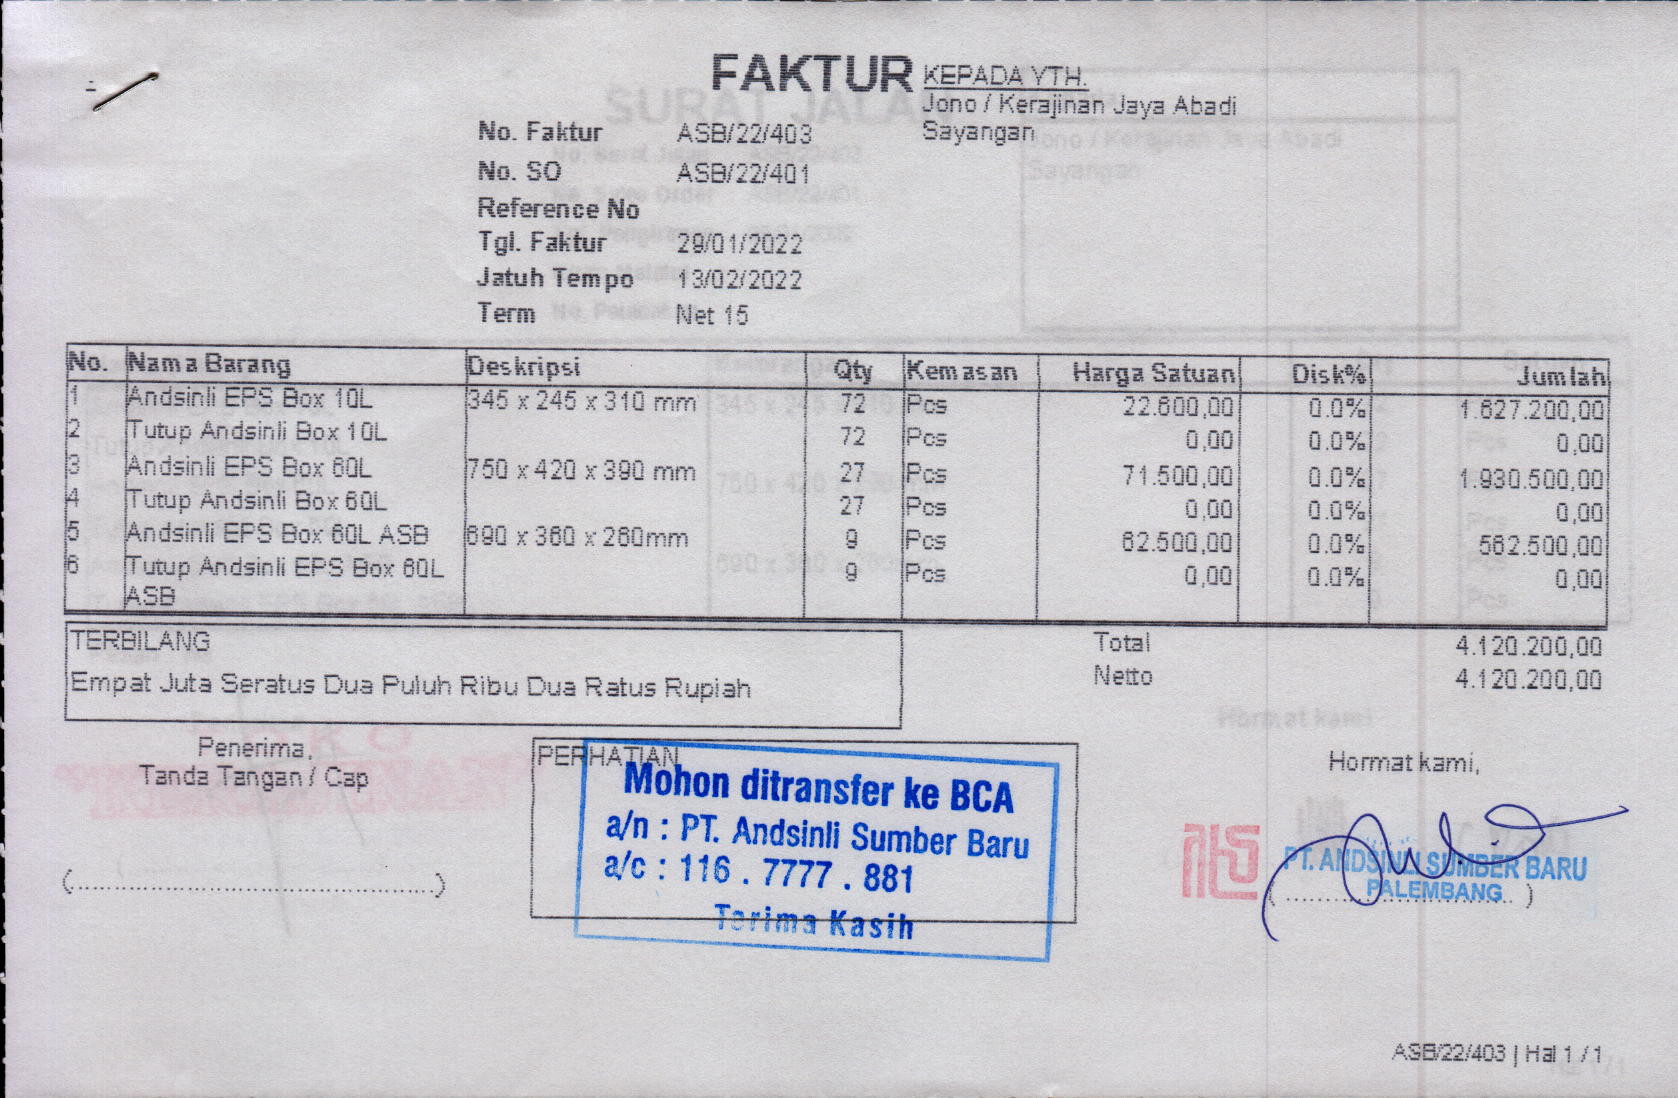 FAKTUR
KEPADA YTH.
Jono / Kerajinan Jaya Abadi
Sayangan
No. Faktur ASB/22/403
No. SO ASB/22/401
Reference No
Tgl. Faktur 29/01/2022
Jatuh Tempo 13/02/2022
Term Net 15
No. Nama Barang Deskripsi Qty Kemasan Harga Satuan Disk% Jumlah
1 Andsinli EPS Box 10L 345 x 245 x 310 mm 72 Pcs 22.600,00 0.0% 1.627.200,00
2 Tutup Andsinli Box 10L 72 Pcs 0,00 0.0% 0,00
3 Andsinli EPS Box 60L 750 x 420 x 390 mm 27 Pcs 71.500,00 0.0% 1.930.500,00
4 Tutup Andsinli Box 60L 27 Pcs 0,00 0.0% 0,00
5 Andsinli EPS Box 60L ASB 690 x 360 x 260mm 9 Pcs 62.500,00 0.0% 562.500,00
6 Tutup Andsinli EPS Box 60L 9 Pcs 0,00 0.0% 0,00
ASB
TERBILANG
Empat Juta Seratus Dua Puluh Ribu Dua Ratus Rupiah
Total 4.120.200,00
Netto 4.120.200,00
Penerima,
Tanda Tangan / Cap
PERHATIAN
Mohon ditransfer ke BCA
a/n : PT. Andsinli Sumber Baru
a/c : 116 . 7777 . 881
Terima Kasih
Hormat kami,
PT. ANDSINLI SUMBER BARU
PALEMBANG
ASB/22/403 | Hal 1 / 1